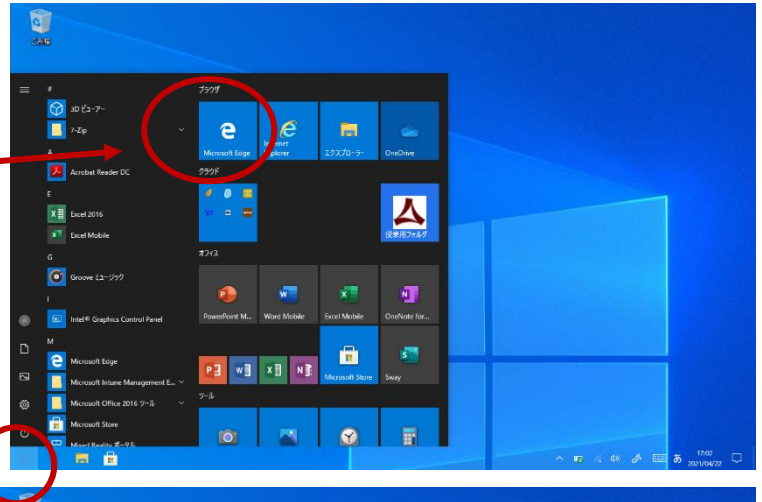 ごみ箱
#
3D ビューアー
7-Zip
A
Acrobat Reader DC
E
Excel 2016
Excel Mobile
G
Groove ミュージック
I
Intel® Graphics Control Panel
M
Microsoft Edge
Microsoft Intune Management E...
Microsoft Office 2016 ツール
Microsoft Store
Mixed Reality ポータル
ブラウザ
Microsoft Edge
Internet Explorer
エクスプローラー
OneDrive
クラウド
授業用フォルダ
オフィス
PowerPoint M...
Word Mobile
Excel Mobile
OneNote for...
Microsoft Store
Sway
ツール
あ
17:02
2021/04/22